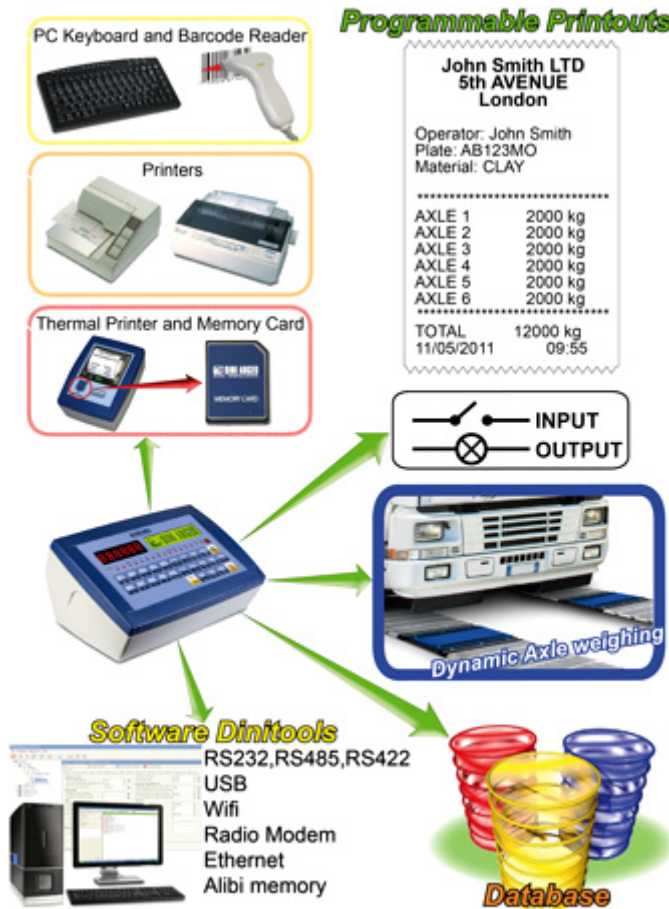 PC Keyboard and Barcode Reader
Printers
Thermal Printer and Memory Card
MEMORY CARD
Programmable Printouts
John Smith LTD
5th AVENUE
London
Operator: John Smith
Plate: AB123MO
Material: CLAY
******************************
AXLE 1 2000 kg
AXLE 2 2000 kg
AXLE 3 2000 kg
AXLE 4 2000 kg
AXLE 5 2000 kg
AXLE 6 2000 kg
******************************
TOTAL 12000 kg
11/05/2011 09:55
INPUT
OUTPUT
Dynamic Axle weighing
Software Dinitools
RS232,RS485,RS422
USB
Wifi
Radio Modem
Ethernet
Alibi memory
Database